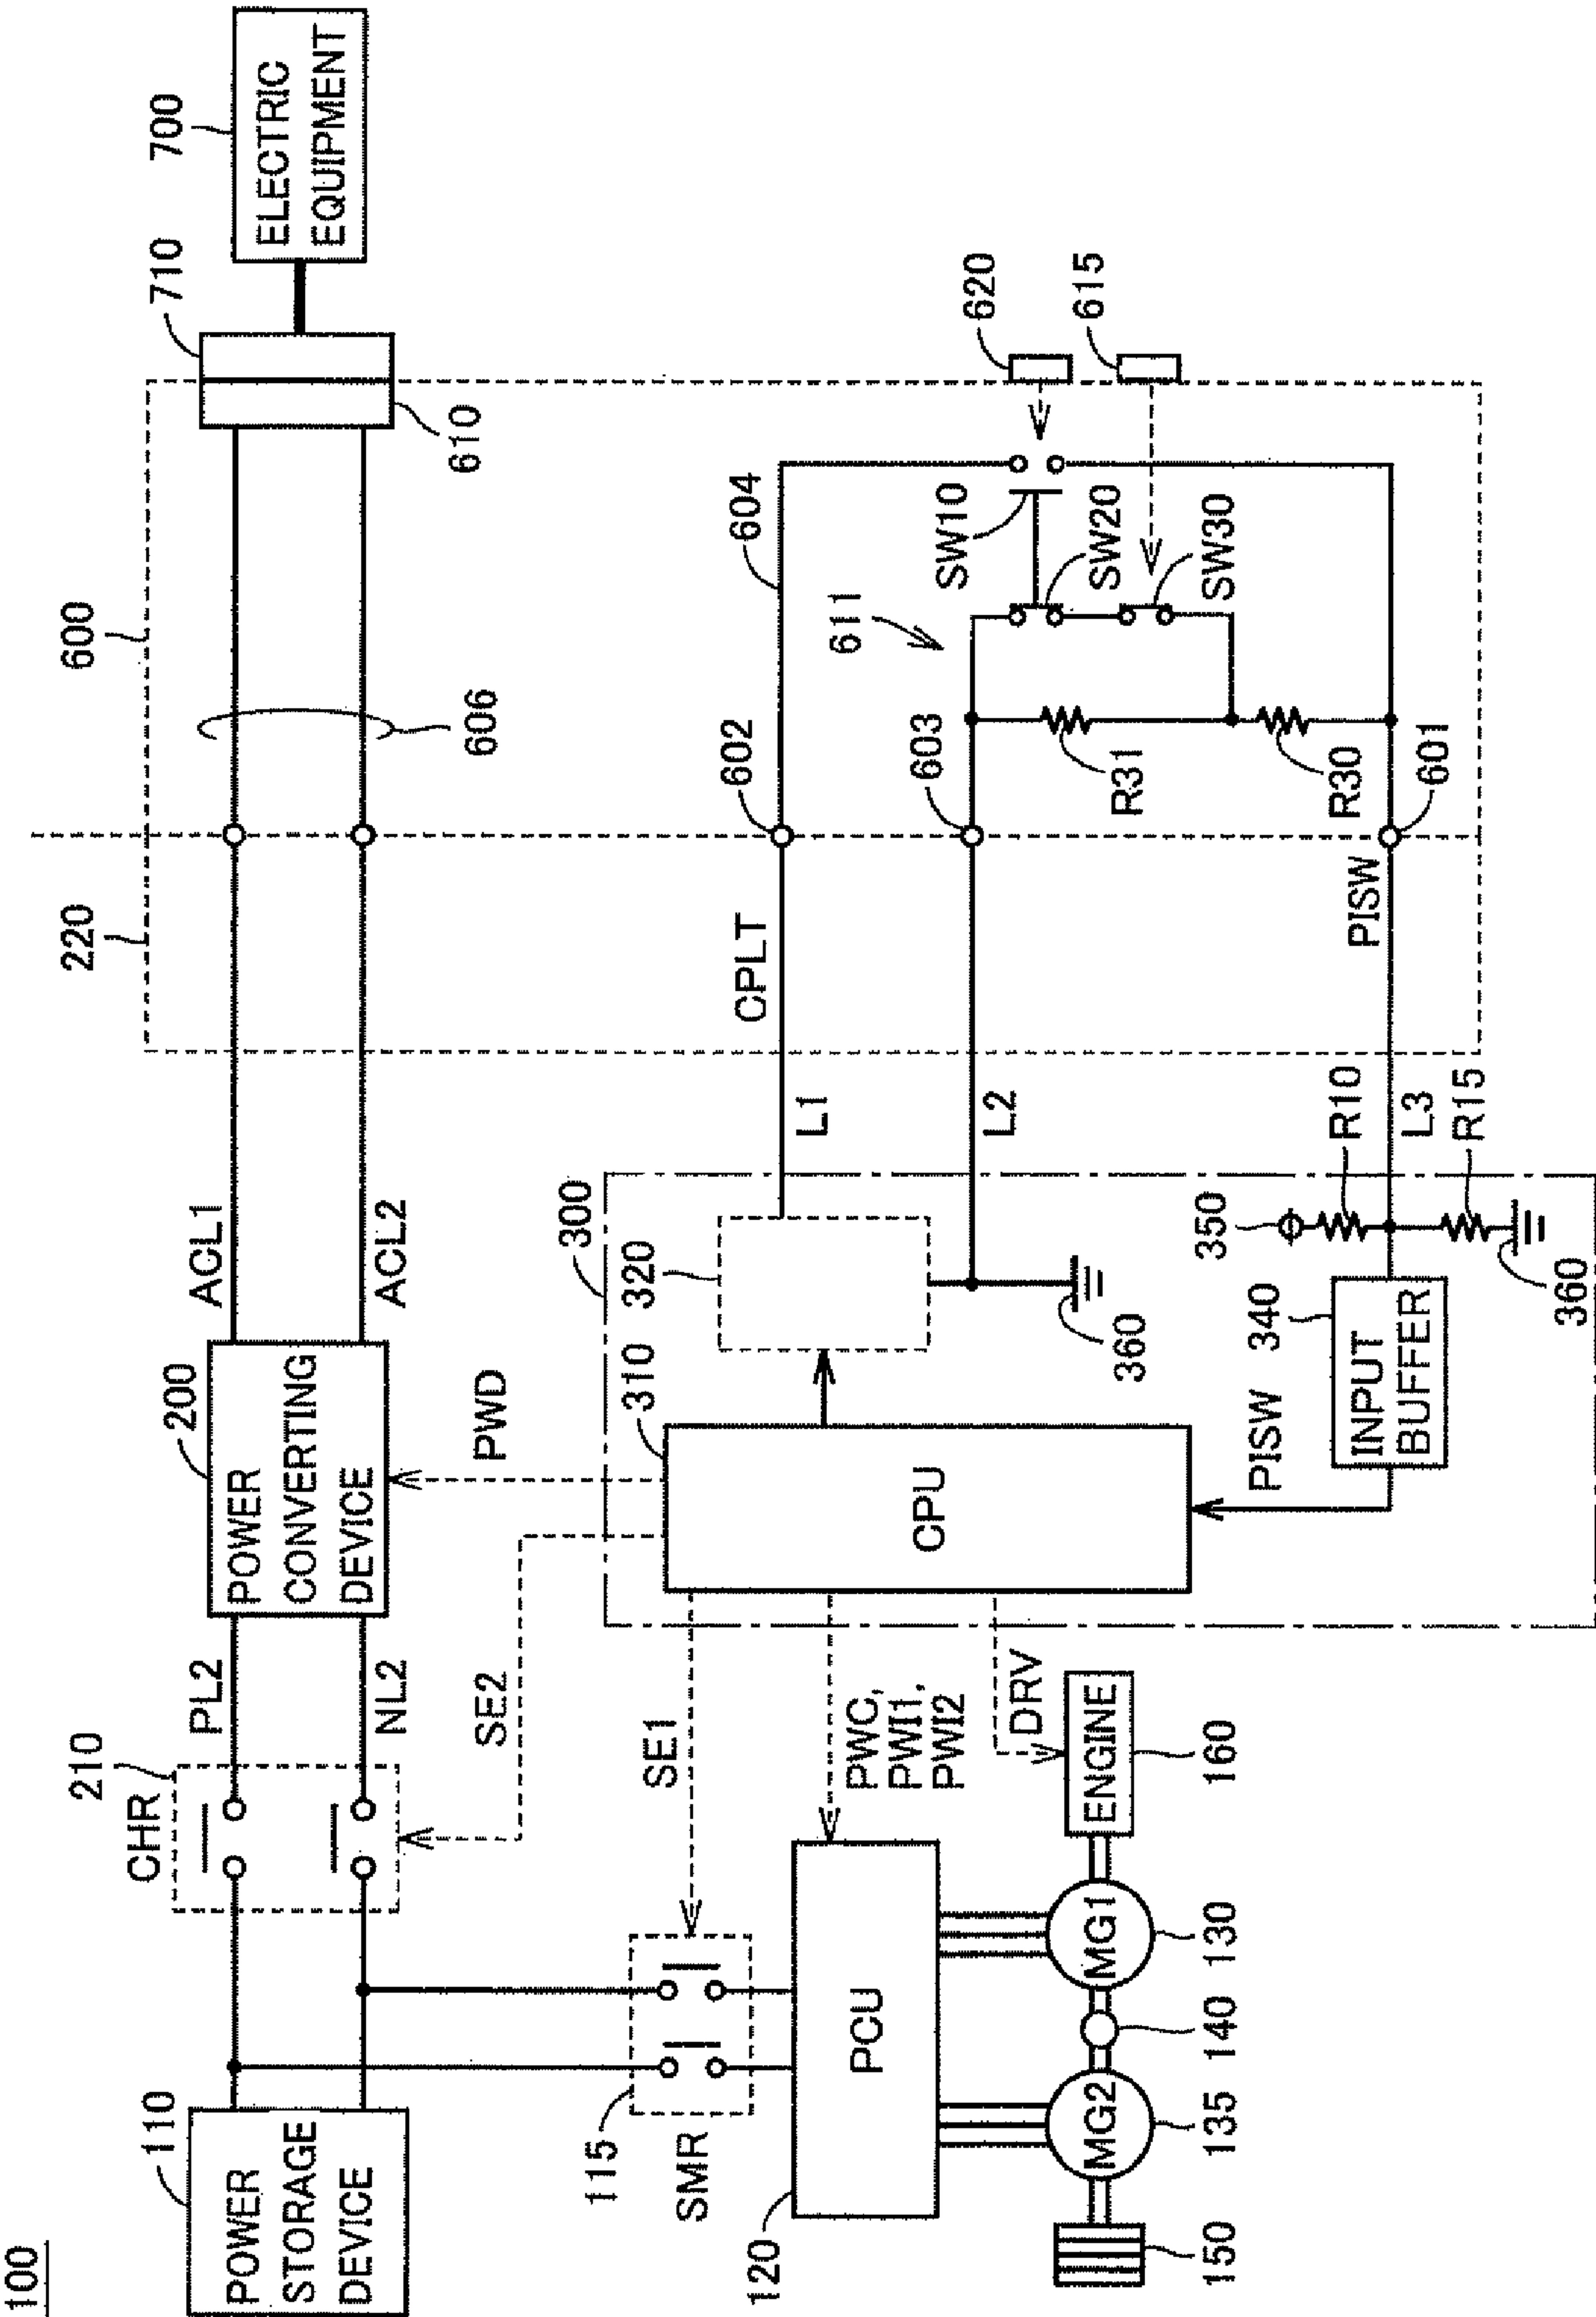 100
110
POWER
STORAGE
DEVICE
CHR
210
PL2
NL2
200
POWER
CONVERTING
DEVICE
ACL1
ACL2
220
600
606
710
610
700
ELECTRIC
EQUIPMENT
SE2
PWD
115
SMR
SE1
120
PCU
PWC,
PWI1,
PWI2
DRV
150
MG2
135
140
MG1
130
ENGINE
160
300
310
CPU
320
360
L1
L2
CPLT
602
603
604
611
SW10
SW20
SW30
620
615
R31
R30
601
PISW
PISW
340
INPUT
BUFFER
350
R10
L3
R15
360